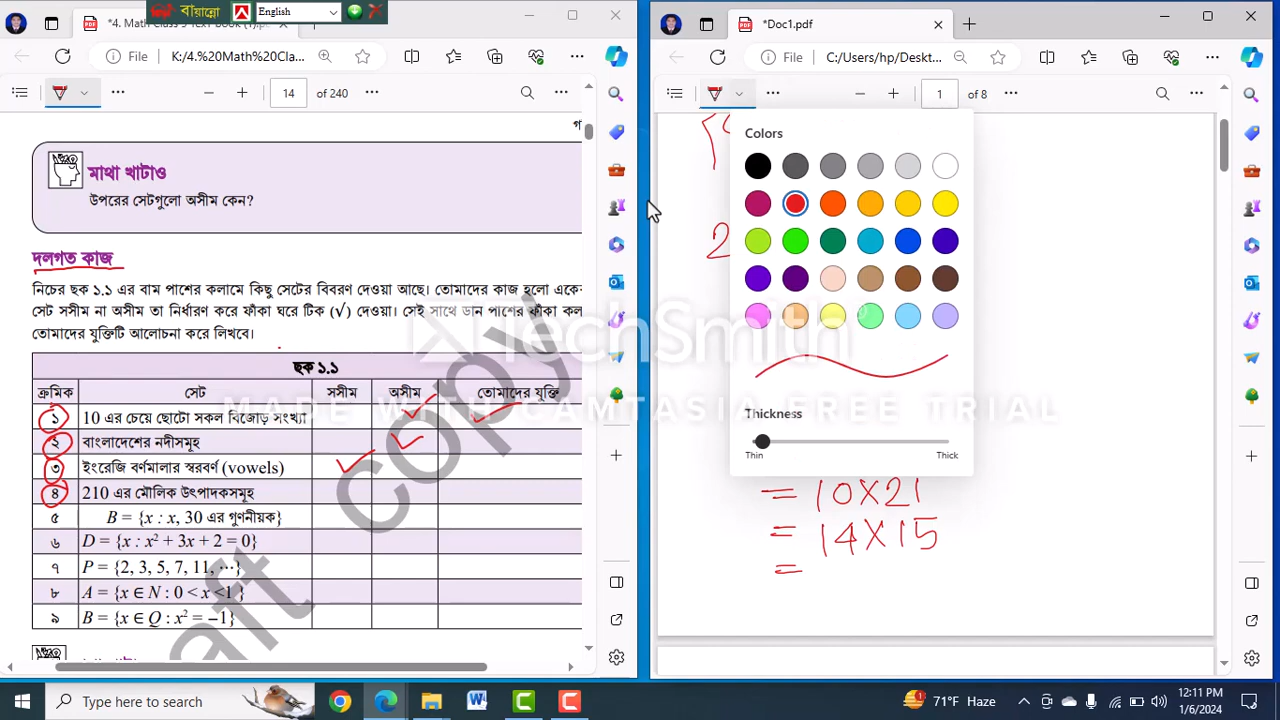 বায়ান্নো
English
*4. Math Class 9 Text Book (1).p
File
K:/4.%20Math%20Cla...
14 of 240
মাথা খাটাও
উপরের সেটগুলো অসীম কেন?
দলগত কাজ
নিচের ছক ১.১ এর বাম পাশের কলামে কিছু সেটের বিবরণ দেওয়া আছে। তোমাদের কাজ হলো একে
সেট সসীম না অসীম তা নির্ধারণ করে ফাঁকা ঘরে টিক (√) দেওয়া। সেই সাথে ডান পাশের ফাঁকা কল
তোমাদের যুক্তিটি আলোচনা করে লিখবে।
ছক ১.১
ক্রমিক সেট সসীম অসীম তোমাদের যুক্তি
১ 10 এর চেয়ে ছোটো সকল বিজোড় সংখ্যা
২ বাংলাদেশের নদীসমূহ
৩ ইংরেজি বর্ণমালার স্বরবর্ণ (vowels)
৪ 210 এর মৌলিক উৎপাদকসমূহ
৫ B = {x : x, 30 এর গুণনীয়ক}
৬ D = {x : x² + 3x + 2 = 0}
৭ P = {2, 3, 5, 7, 11, ⋯}
৮ A = {x ∈ N : 0 < x <1 }
৯ B = {x ∈ Q : x² = −1}
aft copy
*Doc1.pdf
File
C:/Users/hp/Deskt...
1 of 8
Colors
Thickness
Thin Thick
2
= 10×21
= 14×15
=
TechSmith
MADE WITH CAMTASIA FREE TRIAL
Type here to search
71°F Haze
12:11 PM
1/6/2024